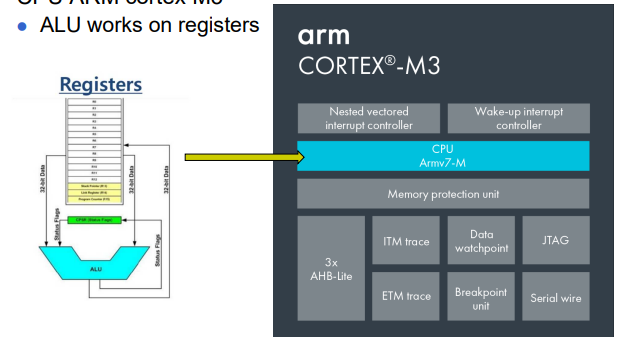 CPU ARM cortex M3
● ALU works on registers
Registers
R0
R1
R2
R3
R4
R5
R6
R7
R8
R9
R10
R11
R12
Stack Pointer (R13)
Link Register (R14)
Program Counter (R15)
32-bit Data
32-bit Data
32-bit Data
CPSR (Status Flags)
Status Flags
Status Flags
ALU
arm
CORTEX®-M3
Nested vectored
interrupt controller
Wake-up interrupt
controller
CPU
Armv7-M
Memory protection unit
3x
AHB-Lite
ITM trace
Data
watchpoint
JTAG
ETM trace
Breakpoint
unit
Serial wire